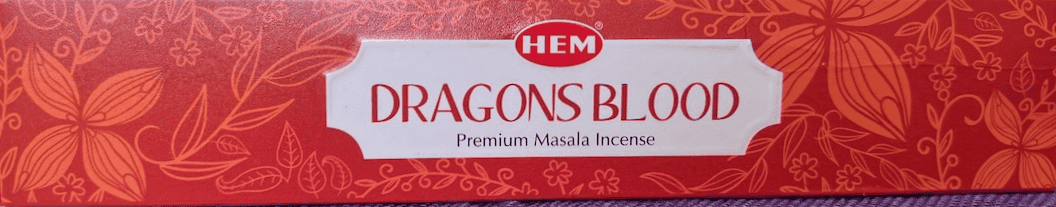 HEM®
DRAGONS BLOOD
Premium Masala Incense